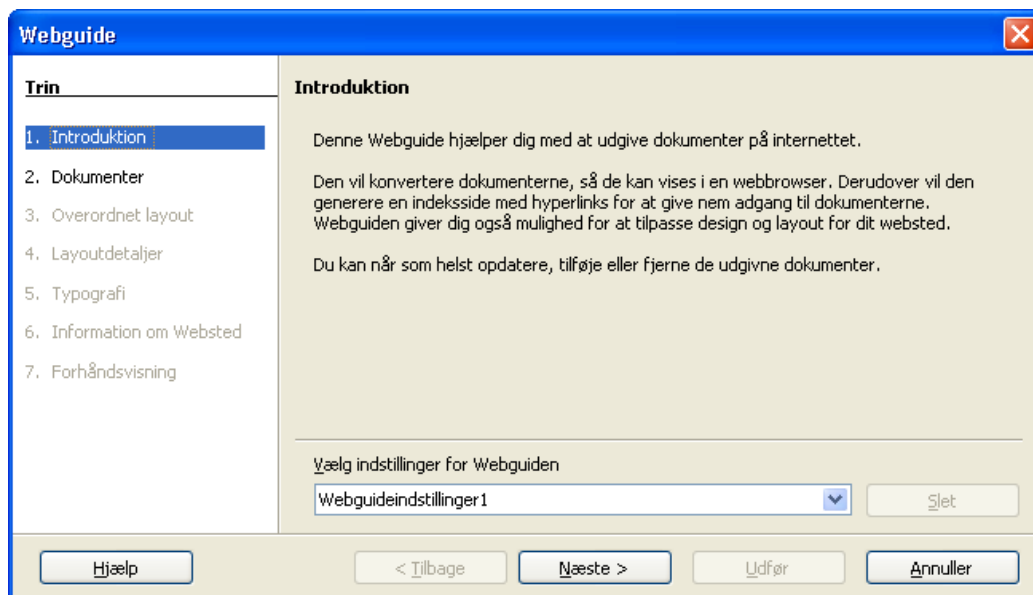 Webguide
Trin
1. Introduktion
2. Dokumenter
3. Overordnet layout
4. Layoutdetaljer
5. Typografi
6. Information om Websted
7. Forhåndsvisning
Introduktion
Denne Webguide hjælper dig med at udgive dokumenter på internettet.
Den vil konvertere dokumenterne, så de kan vises i en webbrowser. Derudover vil den
generere en indeksside med hyperlinks for at give nem adgang til dokumenterne.
Webguiden giver dig også mulighed for at tilpasse design og layout for dit websted.
Du kan når som helst opdatere, tilføje eller fjerne de udgivne dokumenter.
Vælg indstillinger for Webguiden
Webguideindstillinger1
Slet
Hjælp
< Tilbage
Næste >
Udfør
Annuller